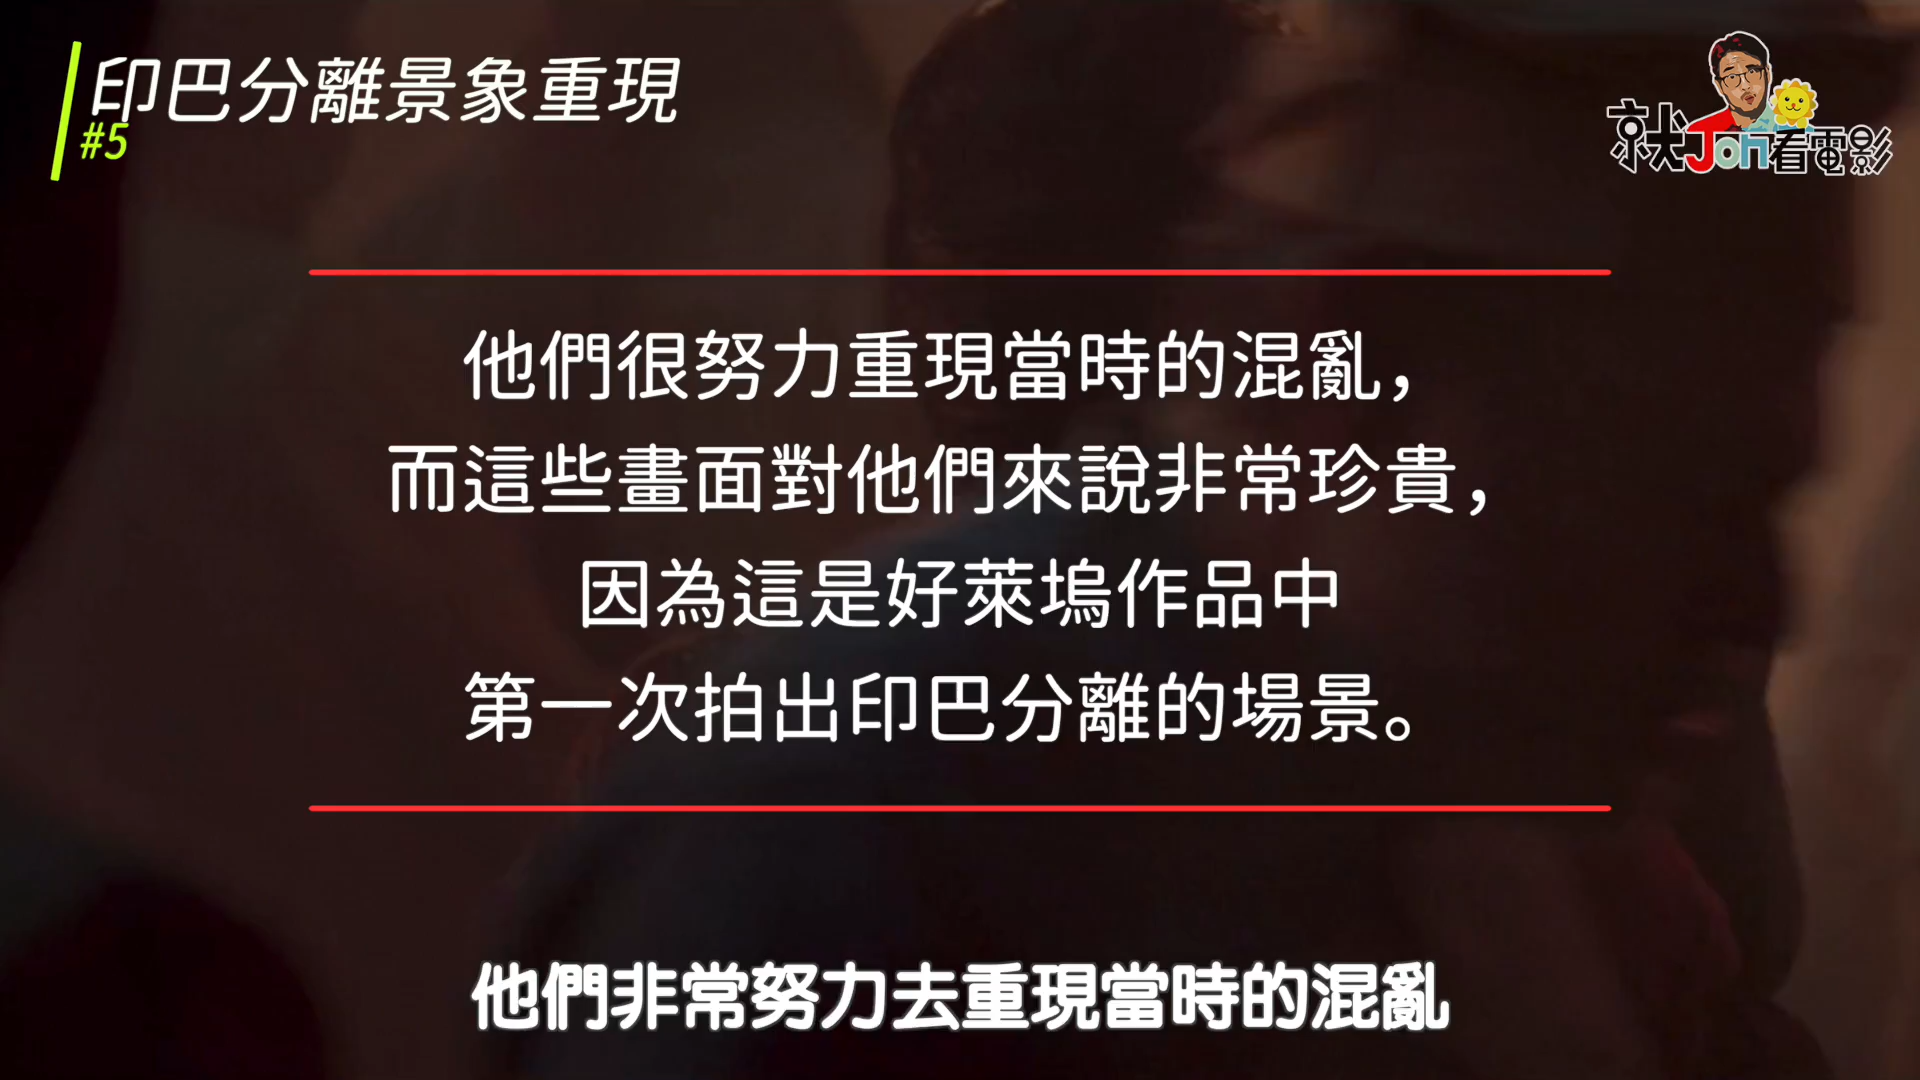 印巴分離景象重現
#5
就Jon看電影
他們很努力重現當時的混亂，
而這些畫面對他們來說非常珍貴，
因為這是好萊塢作品中
第一次拍出印巴分離的場景。
他們非常努力去重現當時的混亂